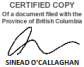 CERTIFIED COPY
Of a document filed with the
Province of British Columbia
SINEAD O'CALLAGHAN